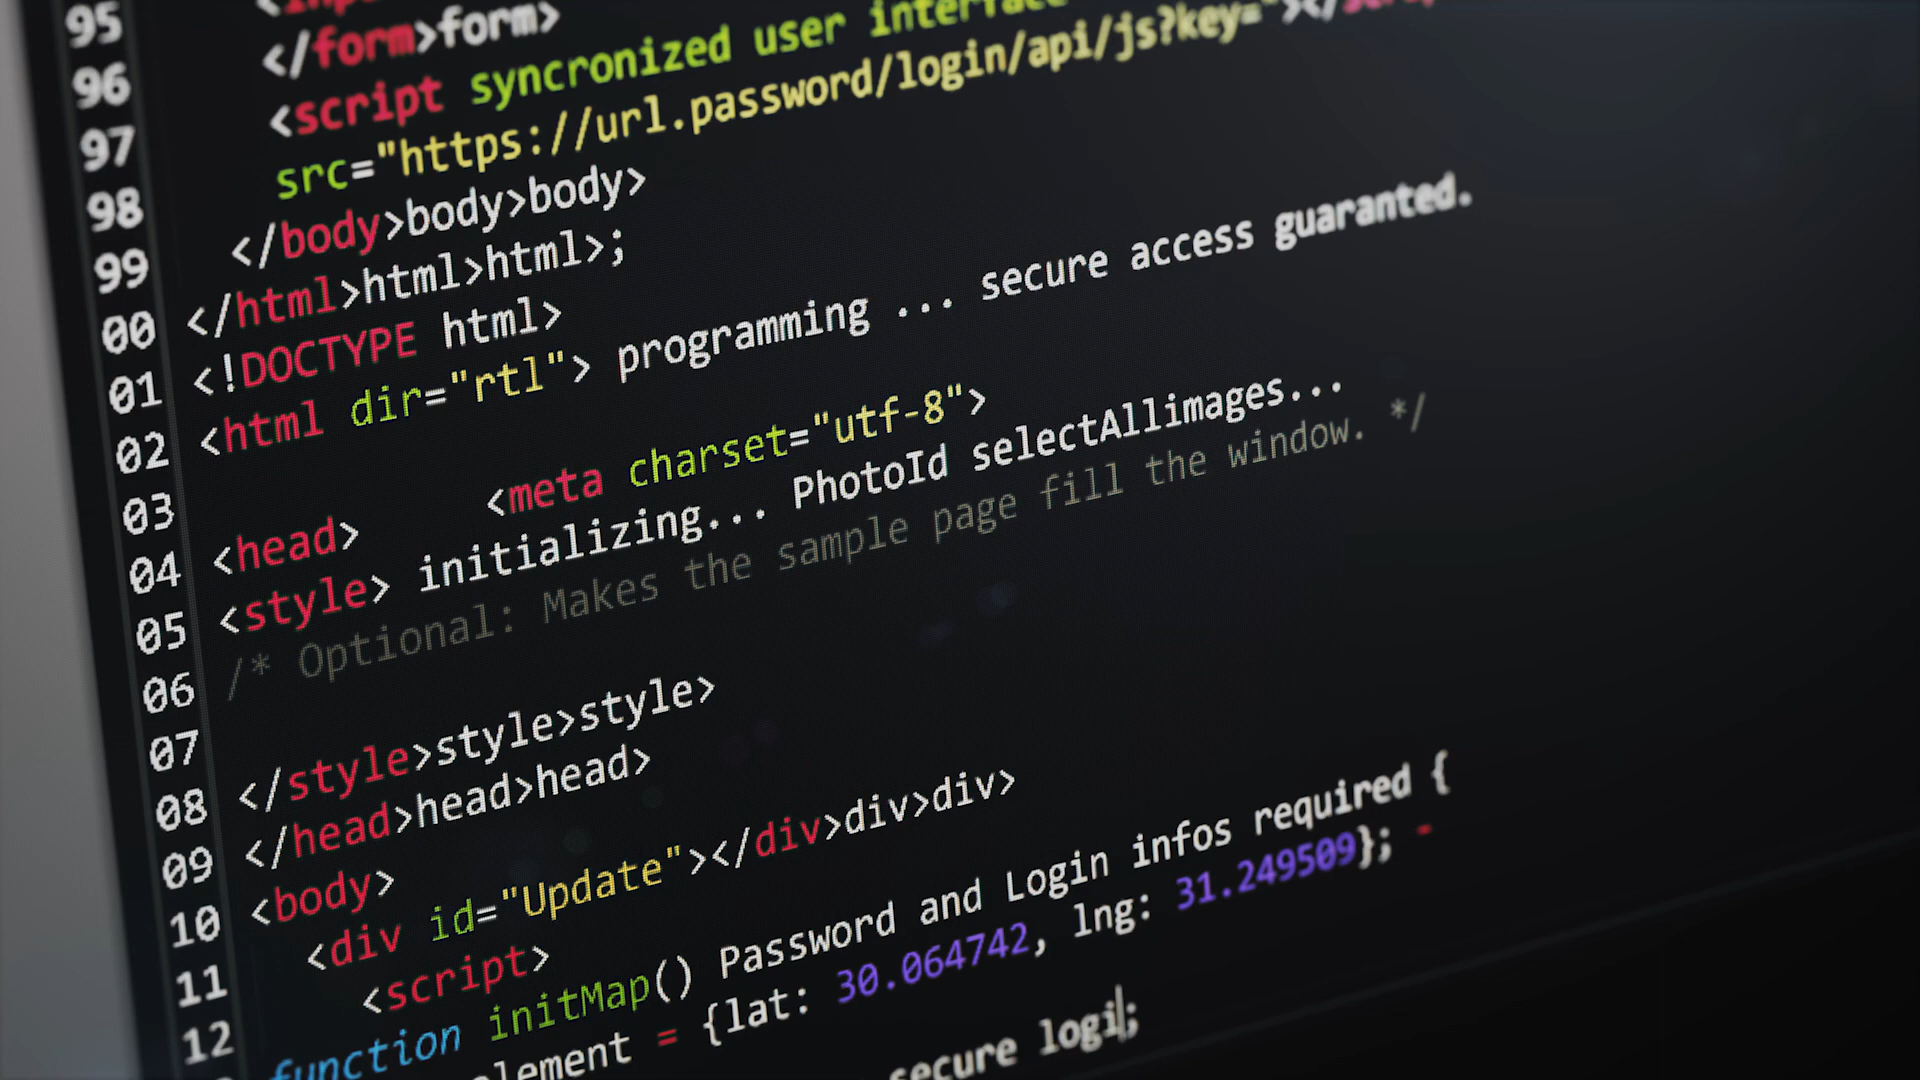 95
</form>form>
96
<script syncronized user interface
97
src="https://url.password/login/api/js?key="></script
98
</body>body>body>
99
</html>html>html>;
00
<!DOCTYPE html>
01
<html dir="rtl"> programming ... secure access guaranted.
02
03
<meta charset="utf-8">
<head>
04
<style> initializing... PhotoId selectAllimages...
05
/* Optional: Makes the sample page fill the window. */
06
07
</style>style>style>
08
</head>head>head>
09
<body>
10
<div id="Update"></div>div>div>
11
<script>
12
function initMap() Password and Login infos required {
element = {lat: 30.064742, lng: 31.249509}; -
secure logi;